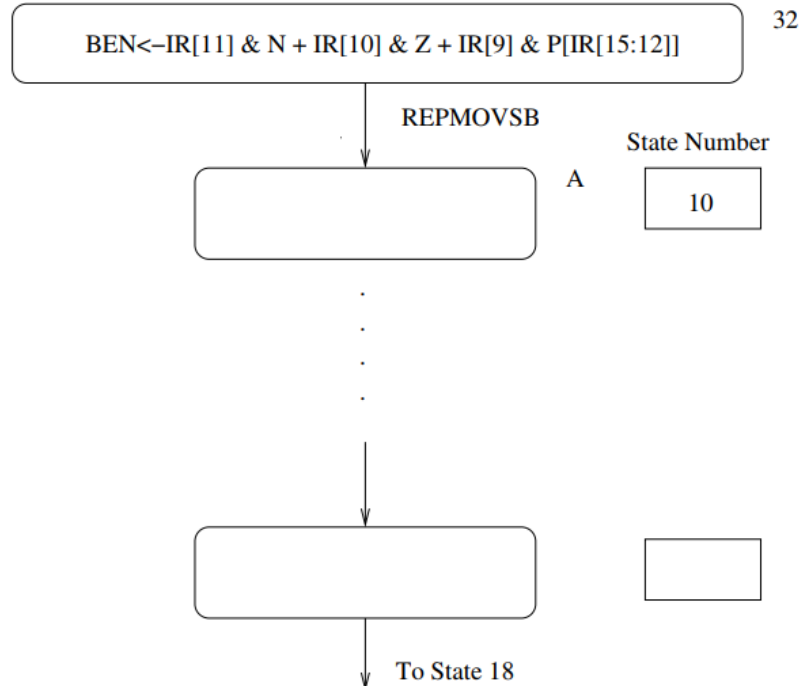 BEN<-IR[11] & N + IR[10] & Z + IR[9] & P[IR[15:12]]
32
REPMOVSB
State Number
A
10
To State 18